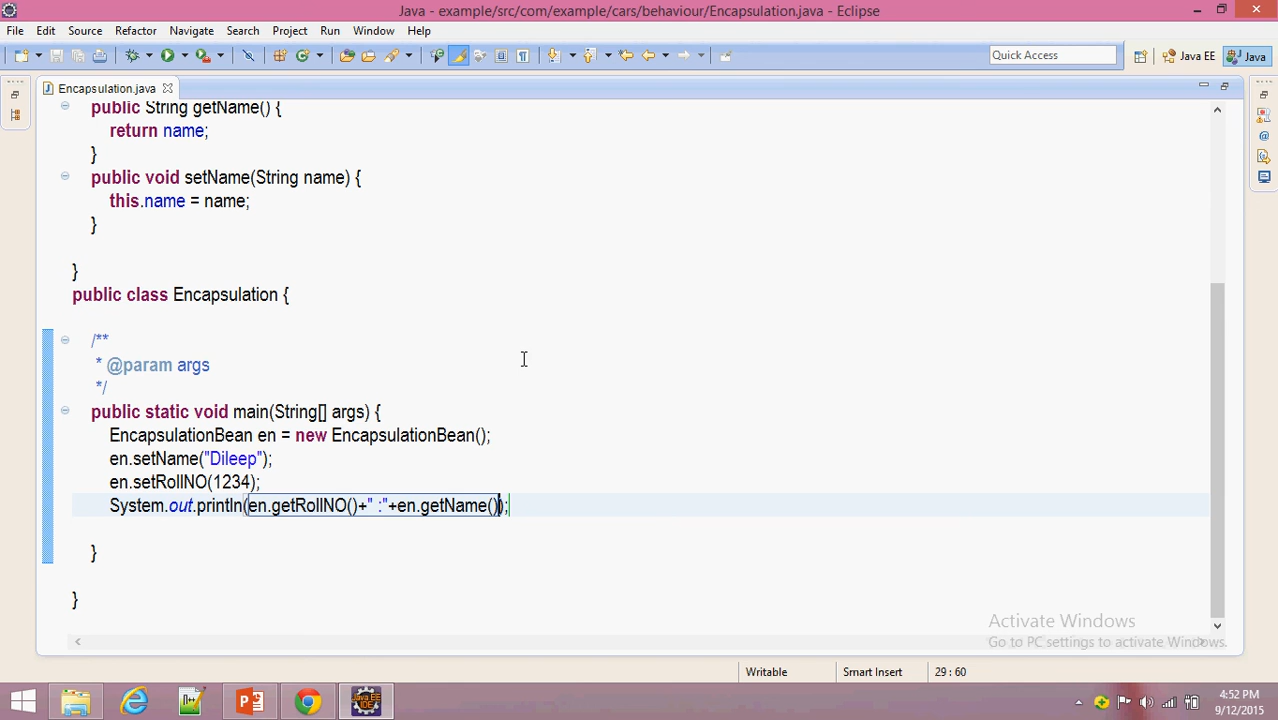 Java - example/src/com/example/cars/behaviour/Encapsulation.java - Eclipse
File Edit Source Refactor Navigate Search Project Run Window Help
Quick Access Java EE Java
Encapsulation.java
public String getName() {
return name;
}
public void setName(String name) {
this.name = name;
}
}
public class Encapsulation {
/**
* @param args
*/
public static void main(String[] args) {
EncapsulationBean en = new EncapsulationBean();
en.setName("Dileep");
en.setRollNO(1234);
System.out.println(en.getRollNO()+" :"+en.getName());
}
}
Activate Windows
Go to PC settings to activate Windows.
Writable Smart Insert 29 : 60
4:52 PM
9/12/2015